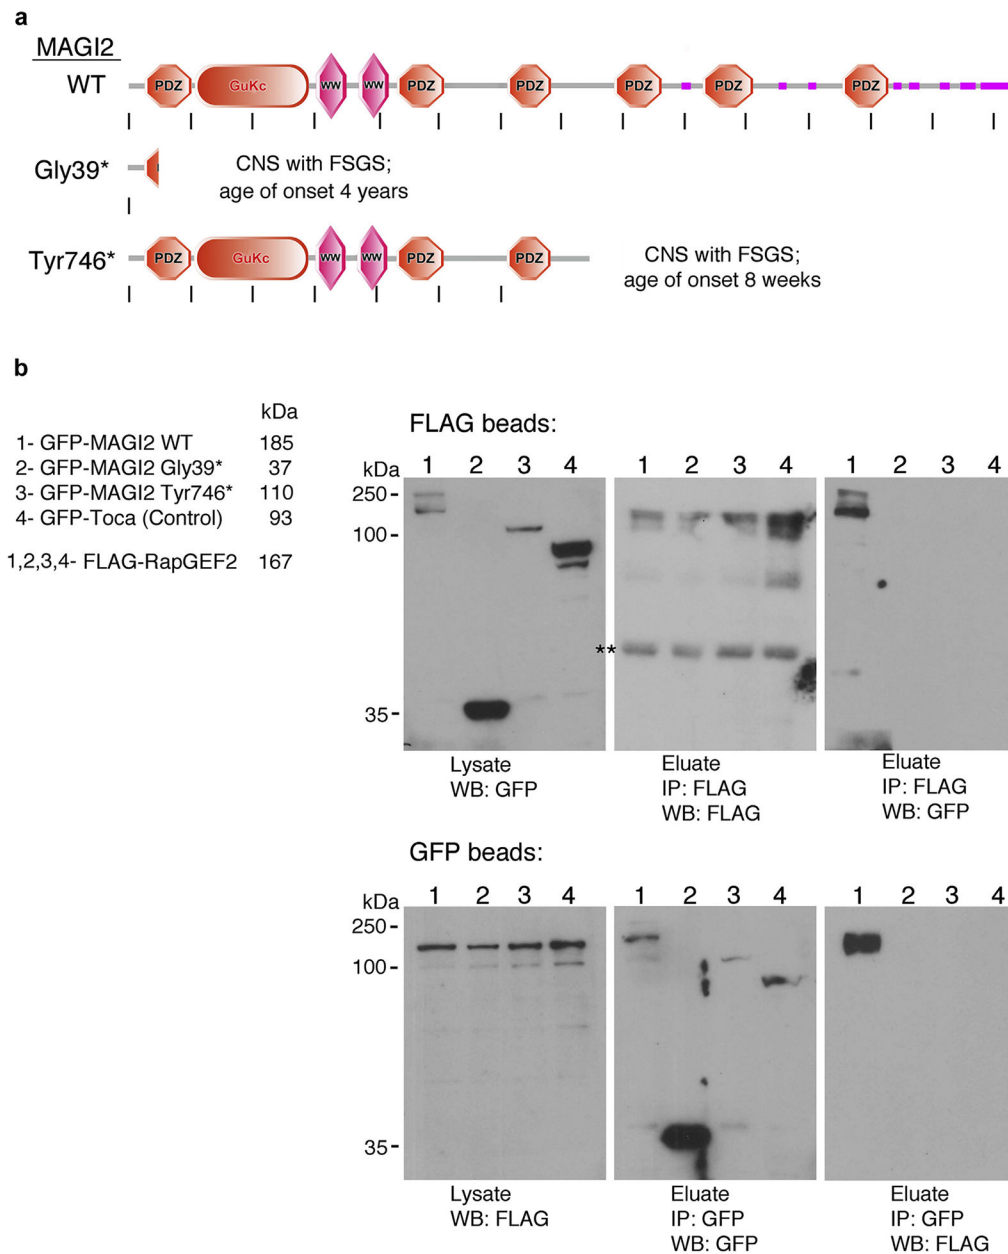 a
MAGI2
WT
PDZ GuKc WW WW PDZ PDZ PDZ PDZ PDZ
Gly39*
CNS with FSGS;
age of onset 4 years
Tyr746*
PDZ GuKc WW WW PDZ PDZ
CNS with FSGS;
age of onset 8 weeks
b
kDa
1- GFP-MAGI2 WT 185
2- GFP-MAGI2 Gly39* 37
3- GFP-MAGI2 Tyr746* 110
4- GFP-Toca (Control) 93
1,2,3,4- FLAG-RapGEF2 167
FLAG beads:
kDa 1 2 3 4 1 2 3 4 1 2 3 4
250-
100-
**
35-
Lysate
WB: GFP
Eluate
IP: FLAG
WB: FLAG
Eluate
IP: FLAG
WB: GFP
GFP beads:
kDa 1 2 3 4 1 2 3 4 1 2 3 4
250-
100-
35-
Lysate
WB: FLAG
Eluate
IP: GFP
WB: GFP
Eluate
IP: GFP
WB: FLAG